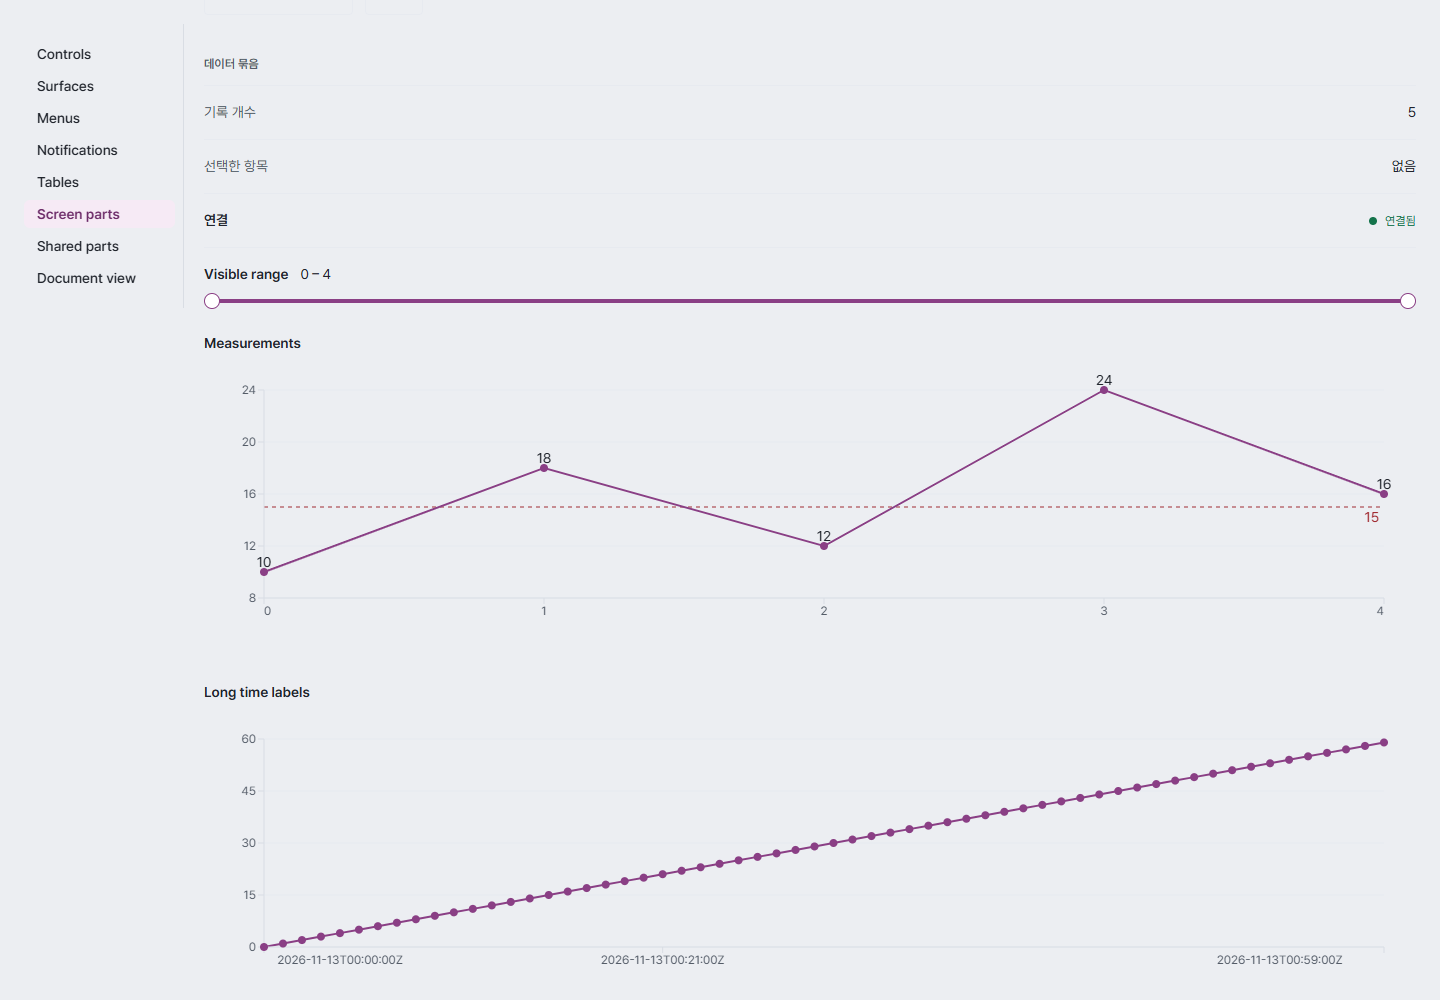 Controls
Surfaces
Menus
Notifications
Tables
Screen parts
Shared parts
Document view
데이터 묶음
기록 개수 5
선택한 항목 없음
연결 연결됨
Visible range 0 – 4
Measurements
24
20
16
12
8
10
18
12
24
16
15
0 1 2 3 4
Long time labels
60
45
30
15
0
2026-11-13T00:00:00Z 2026-11-13T00:21:00Z 2026-11-13T00:59:00Z